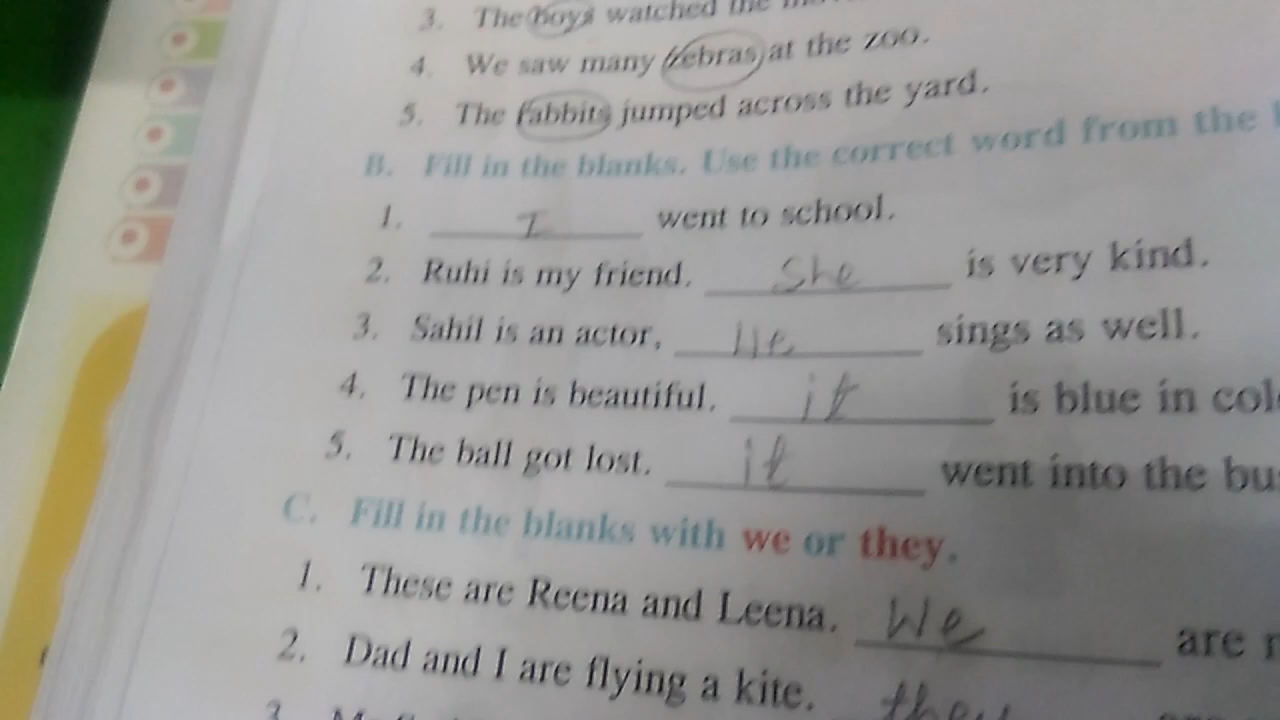 3. The boys watched the
4. We saw many zebras at the zoo.
5. The rabbits jumped across the yard.
B. Fill in the blanks. Use the correct word from the
1. I went to school.
2. Ruhi is my friend. She is very kind.
3. Sahil is an actor, He sings as well.
4. The pen is beautiful. it is blue in
5. The ball got lost. it went into the
C. Fill in the blanks with we or they.
1. These are Reena and Leena. We are
2. Dad and I are flying a kite. they
3.